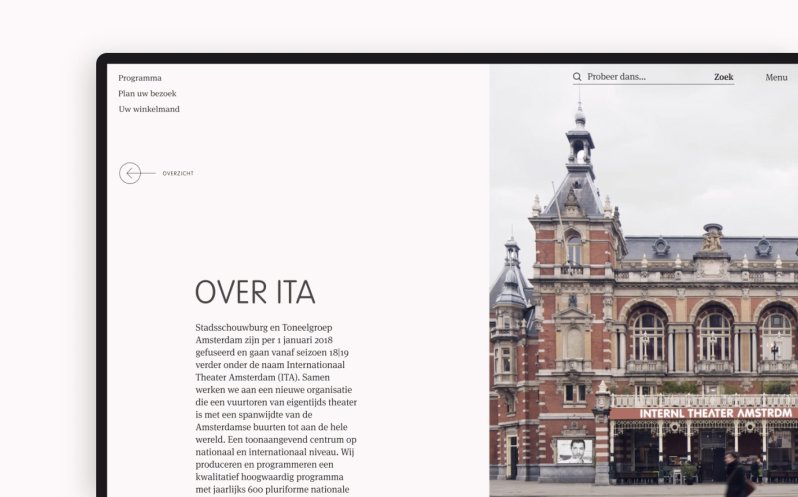 Programma
Plan uw bezoek
Uw winkelmand
Probeer dans...
Zoek
Menu
OVERZICHT
OVER ITA
Stadsschouwburg en Toneelgroep
Amsterdam zijn per 1 januari 2018
gefuseerd en gaan vanaf seizoen 18|19
verder onder de naam Internationaal
Theater Amsterdam (ITA). Samen
werken we aan een nieuwe organisatie
die een vuurtoren van eigentijds theater
is met een spanwijdte van de
Amsterdamse buurten tot aan de hele
wereld. Een toonaangevend centrum op
nationaal en internationaal niveau. Wij
produceren en programmeren een
kwalitatief hoogwaardig programma
met jaarlijks 600 pluriforme nationale
INTERNL THEATER AMSTRDM